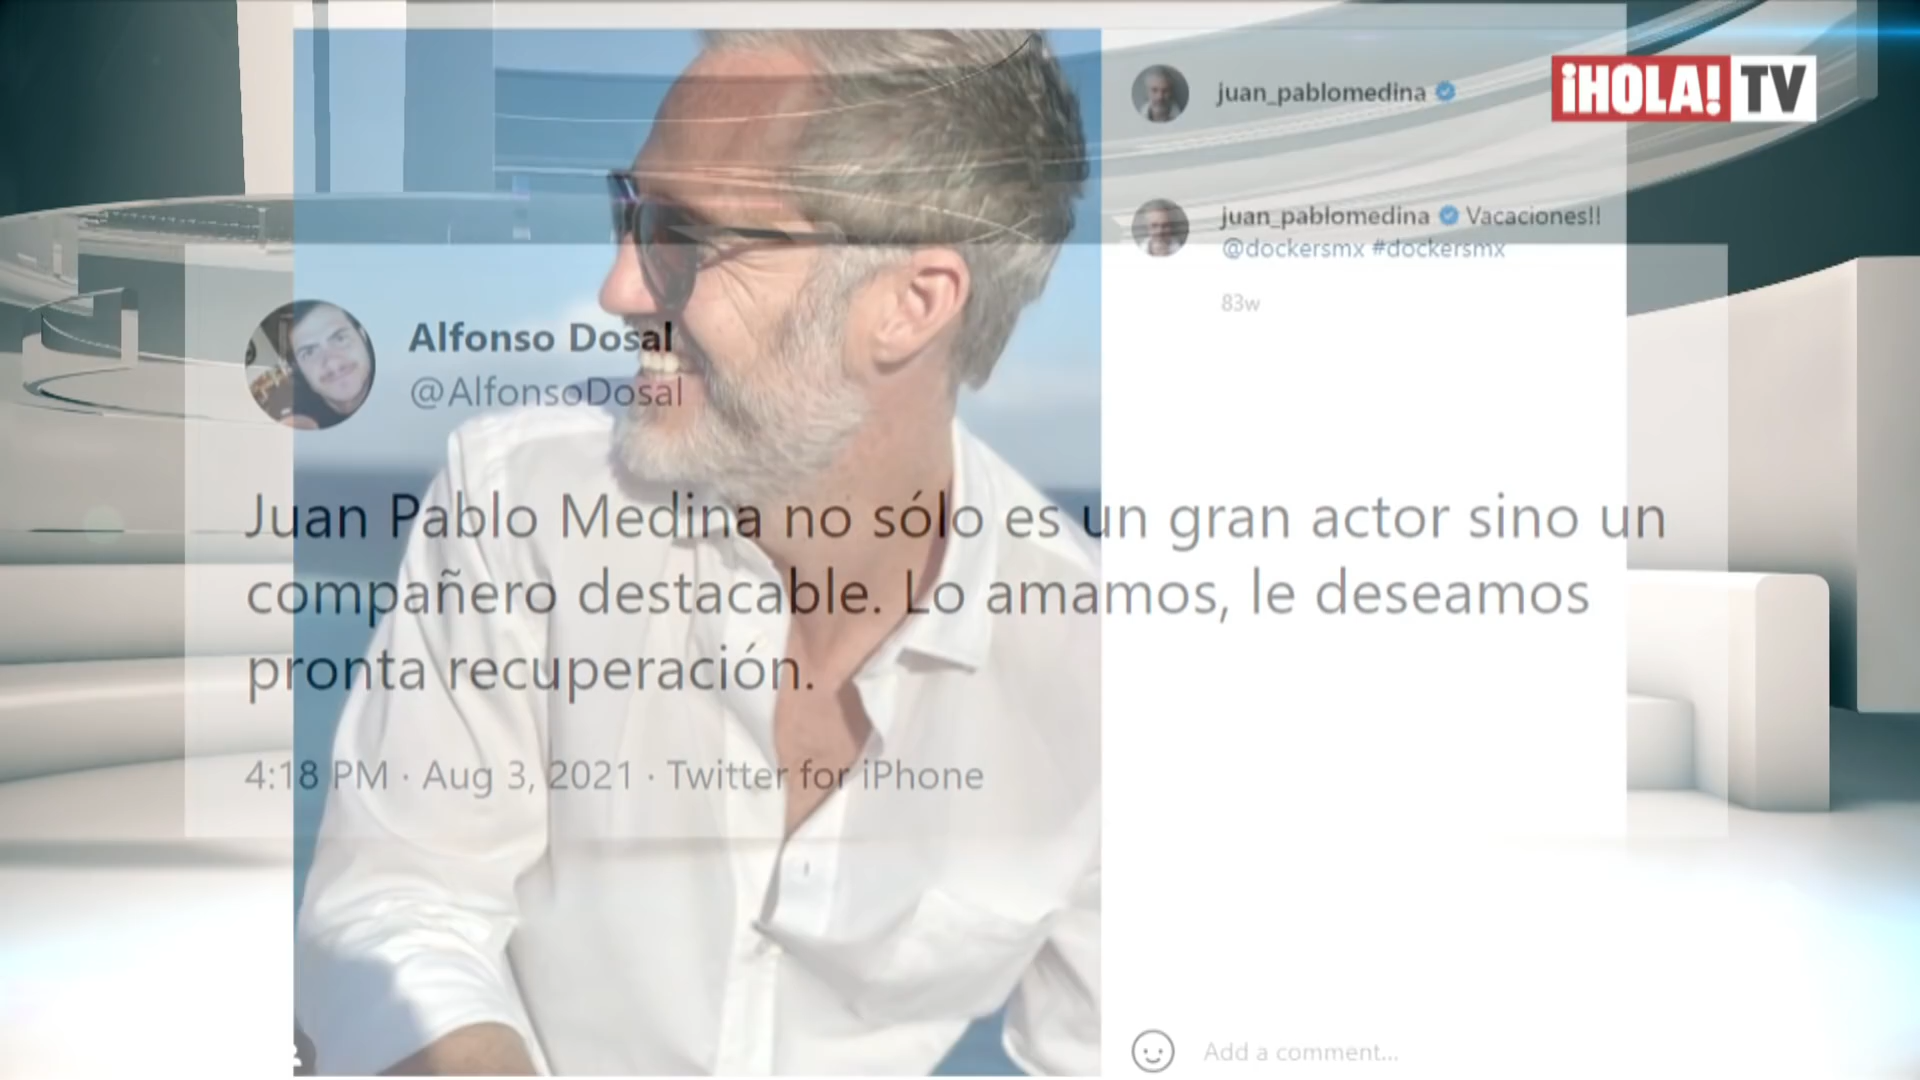 ¡HOLA! TV
juan_pablomedina
juan_pablomedina Vacaciones!!
@dockersmx #dockersmx
83w
Alfonso Dosal
@AlfonsoDosal
Juan Pablo Medina no sólo es un gran actor sino un
compañero destacable. Lo amamos, le deseamos
pronta recuperación.
4:18 PM · Aug 3, 2021 · Twitter for iPhone
Add a comment...